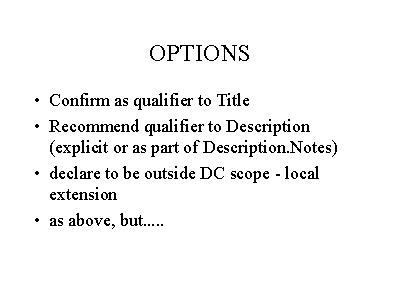 OPTIONS
• Confirm as qualifier to Title
• Recommend qualifier to Description
(explicit or as part of Description.Notes)
• declare to be outside DC scope - local
extension
• as above, but.....